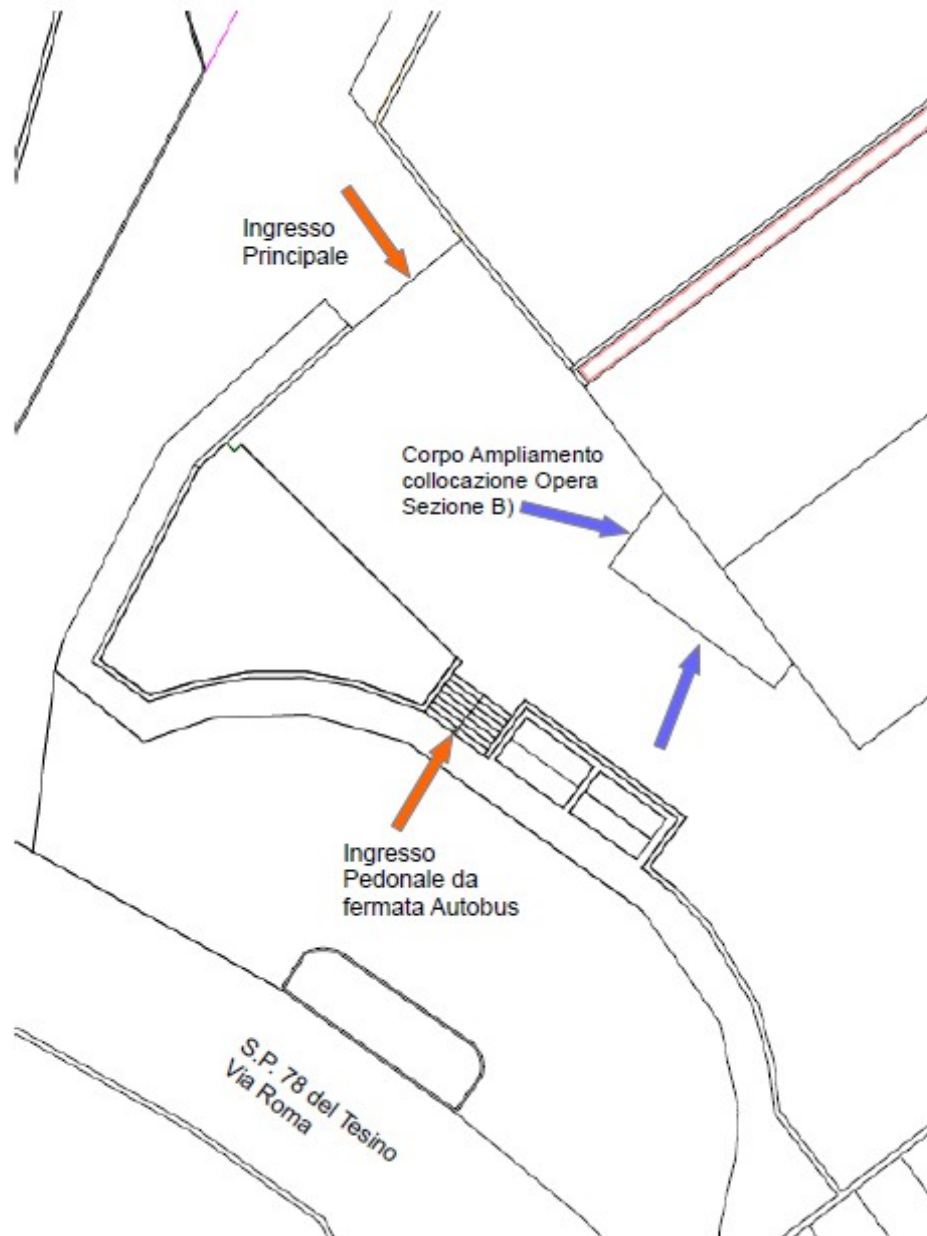 Ingresso
Principale
Corpo Ampliamento
collocazione Opera
Sezione B)
Ingresso
Pedonale da
fermata Autobus
S.P. 78 del Tesino
Via Roma